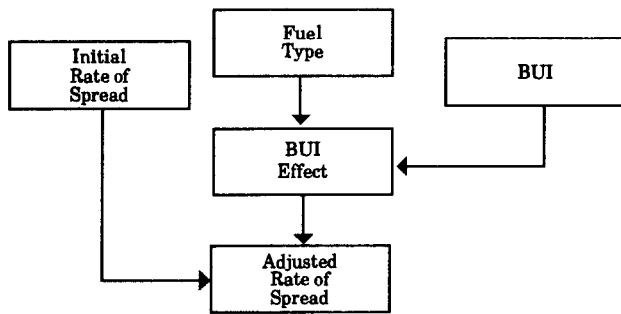 Initial
Rate of
Spread
Fuel
Type
BUI
BUI
Effect
Adjusted
Rate of
Spread